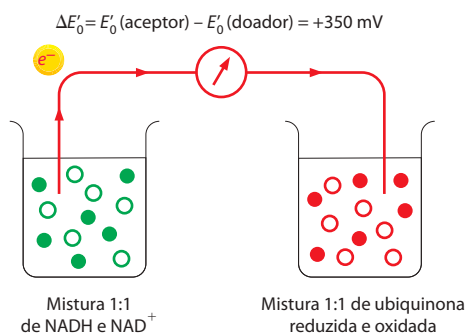 ΔE′₀ = E′₀ (aceptor) – E′₀ (doador) = +350 mV
e⁻
Mistura 1:1
de NADH e NAD⁺
Mistura 1:1 de ubiquinona
reduzida e oxidada